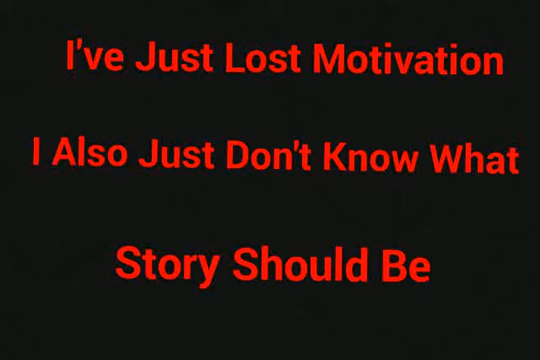 I've Just Lost Motivation
I Also Just Don't Know What
Story Should Be